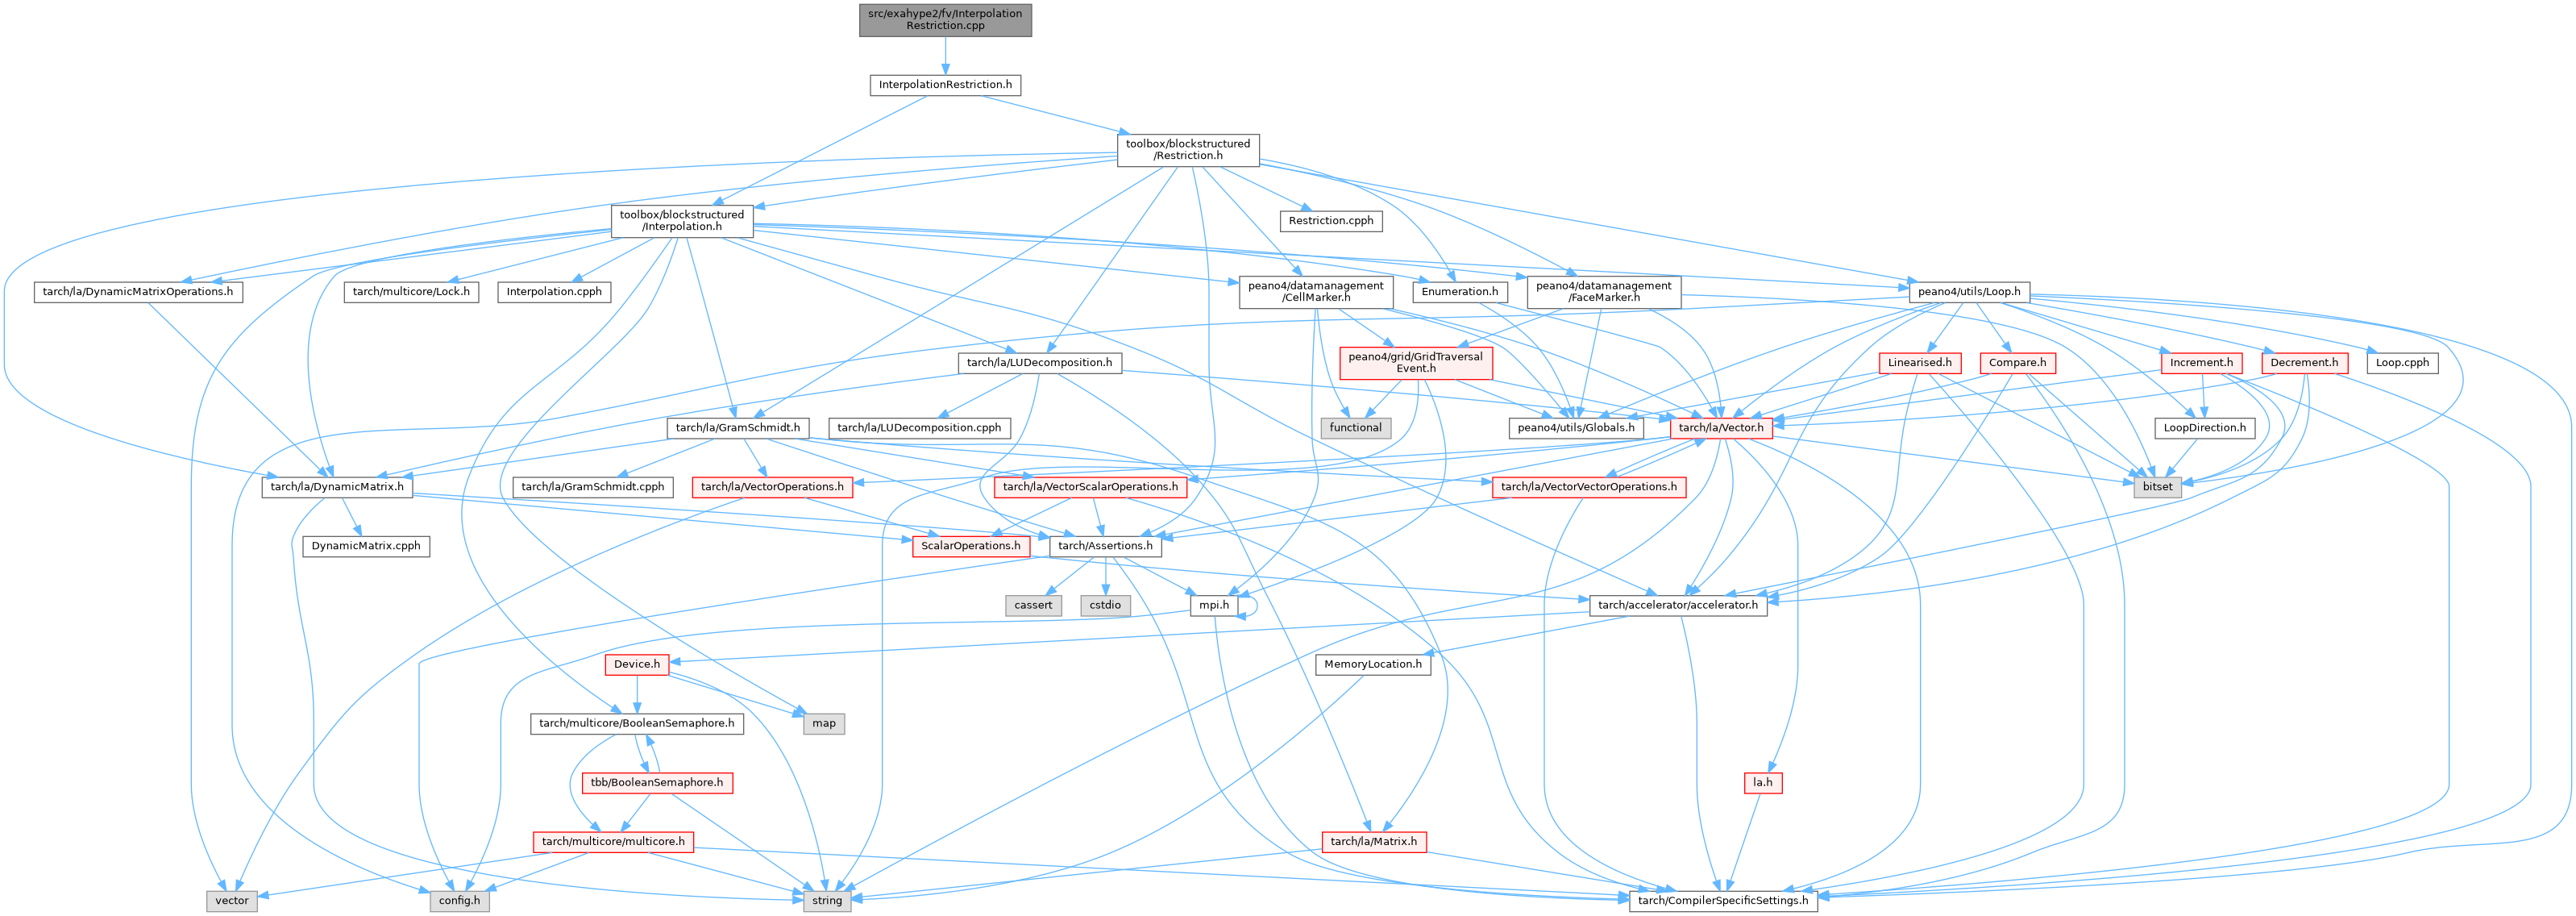 src/exahype2/fv/Interpolation
Restriction.cpp
InterpolationRestriction.h
toolbox/blockstructured
/Restriction.h
toolbox/blockstructured
/Interpolation.h
Restriction.cpph
tarch/la/DynamicMatrixOperations.h
tarch/multicore/Lock.h
Interpolation.cpph
peano4/datamanagement
/CellMarker.h
Enumeration.h
peano4/datamanagement
/FaceMarker.h
peano4/utils/Loop.h
tarch/la/LUDecomposition.h
peano4/grid/GridTraversal
Event.h
Linearised.h
Compare.h
Increment.h
Decrement.h
Loop.cpph
tarch/la/GramSchmidt.h
tarch/la/LUDecomposition.cpph
functional
peano4/utils/Globals.h
tarch/la/Vector.h
LoopDirection.h
tarch/la/DynamicMatrix.h
tarch/la/GramSchmidt.cpph
tarch/la/VectorOperations.h
tarch/la/VectorScalarOperations.h
tarch/la/VectorVectorOperations.h
bitset
DynamicMatrix.cpph
ScalarOperations.h
tarch/Assertions.h
cassert
cstdio
mpi.h
tarch/accelerator/accelerator.h
Device.h
MemoryLocation.h
tarch/multicore/BooleanSemaphore.h
map
tbb/BooleanSemaphore.h
la.h
tarch/multicore/multicore.h
tarch/la/Matrix.h
vector
config.h
string
tarch/CompilerSpecificSettings.h